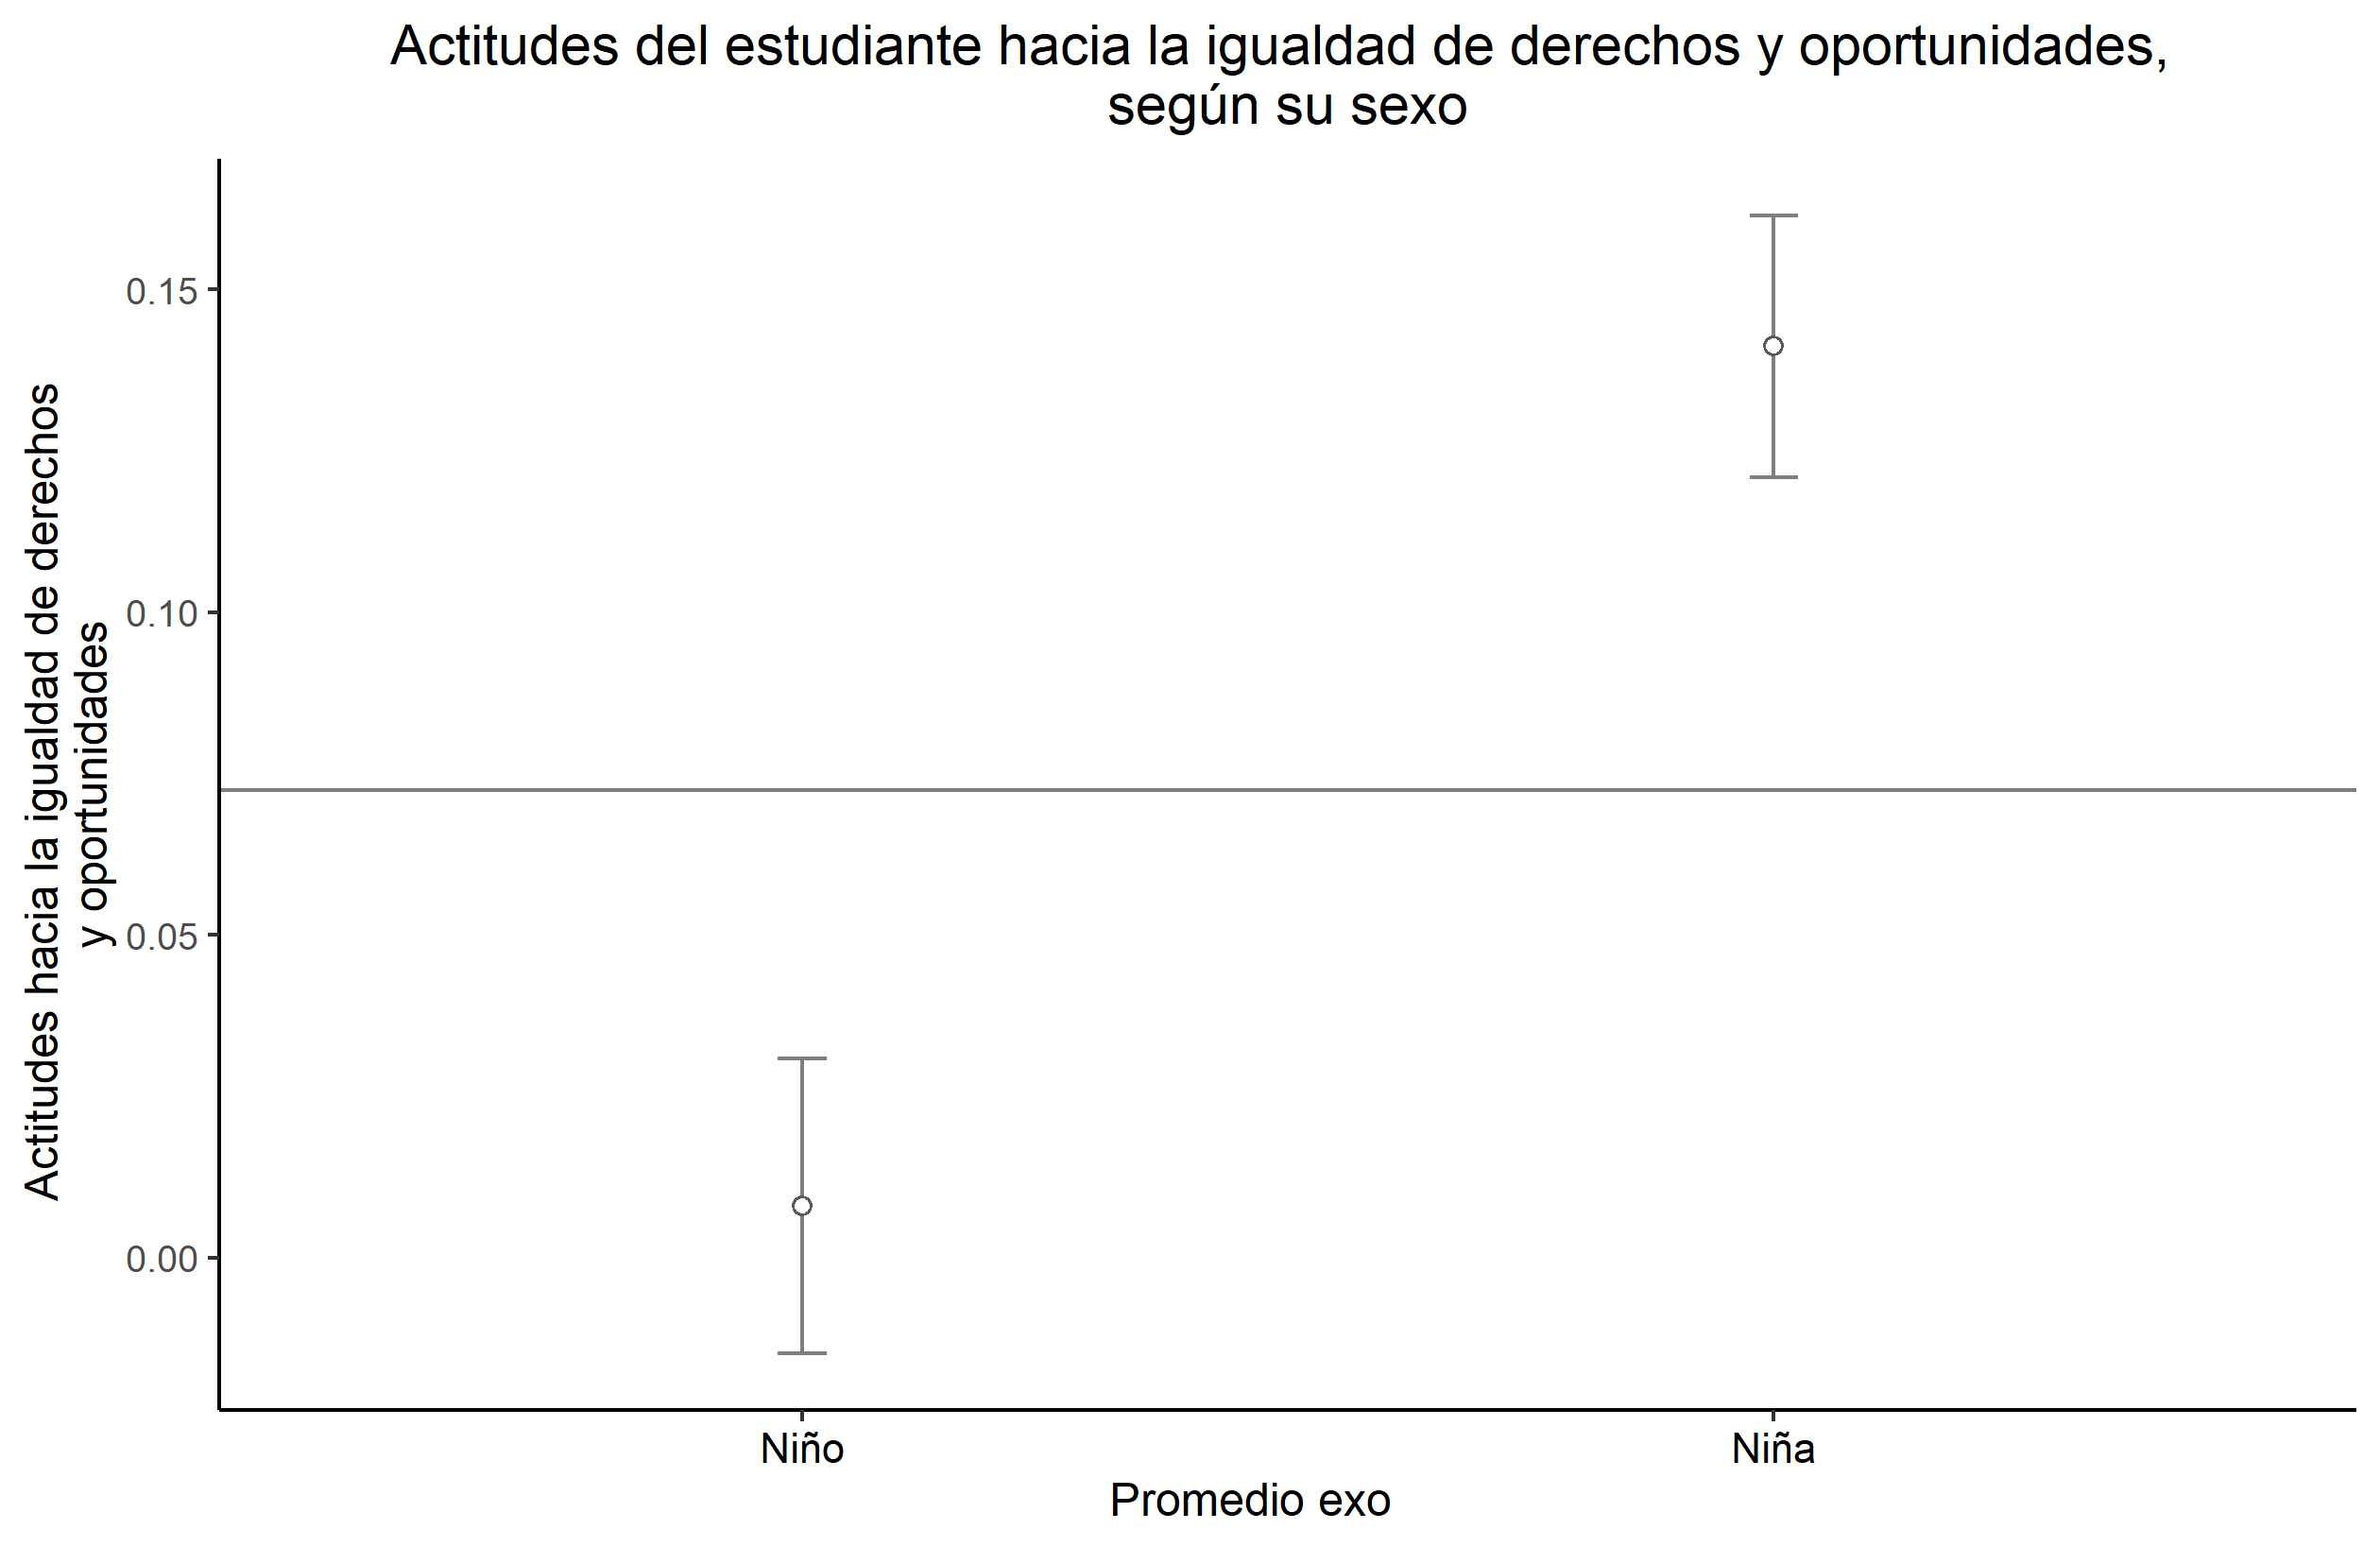 Actitudes del estudiante hacia la igualdad de derechos y oportunidades,
según su sexo
Actitudes hacia la igualdad de derechos
y oportunidades
0.15
0.10
0.05
0.00
Niño
Niña
Promedio exo